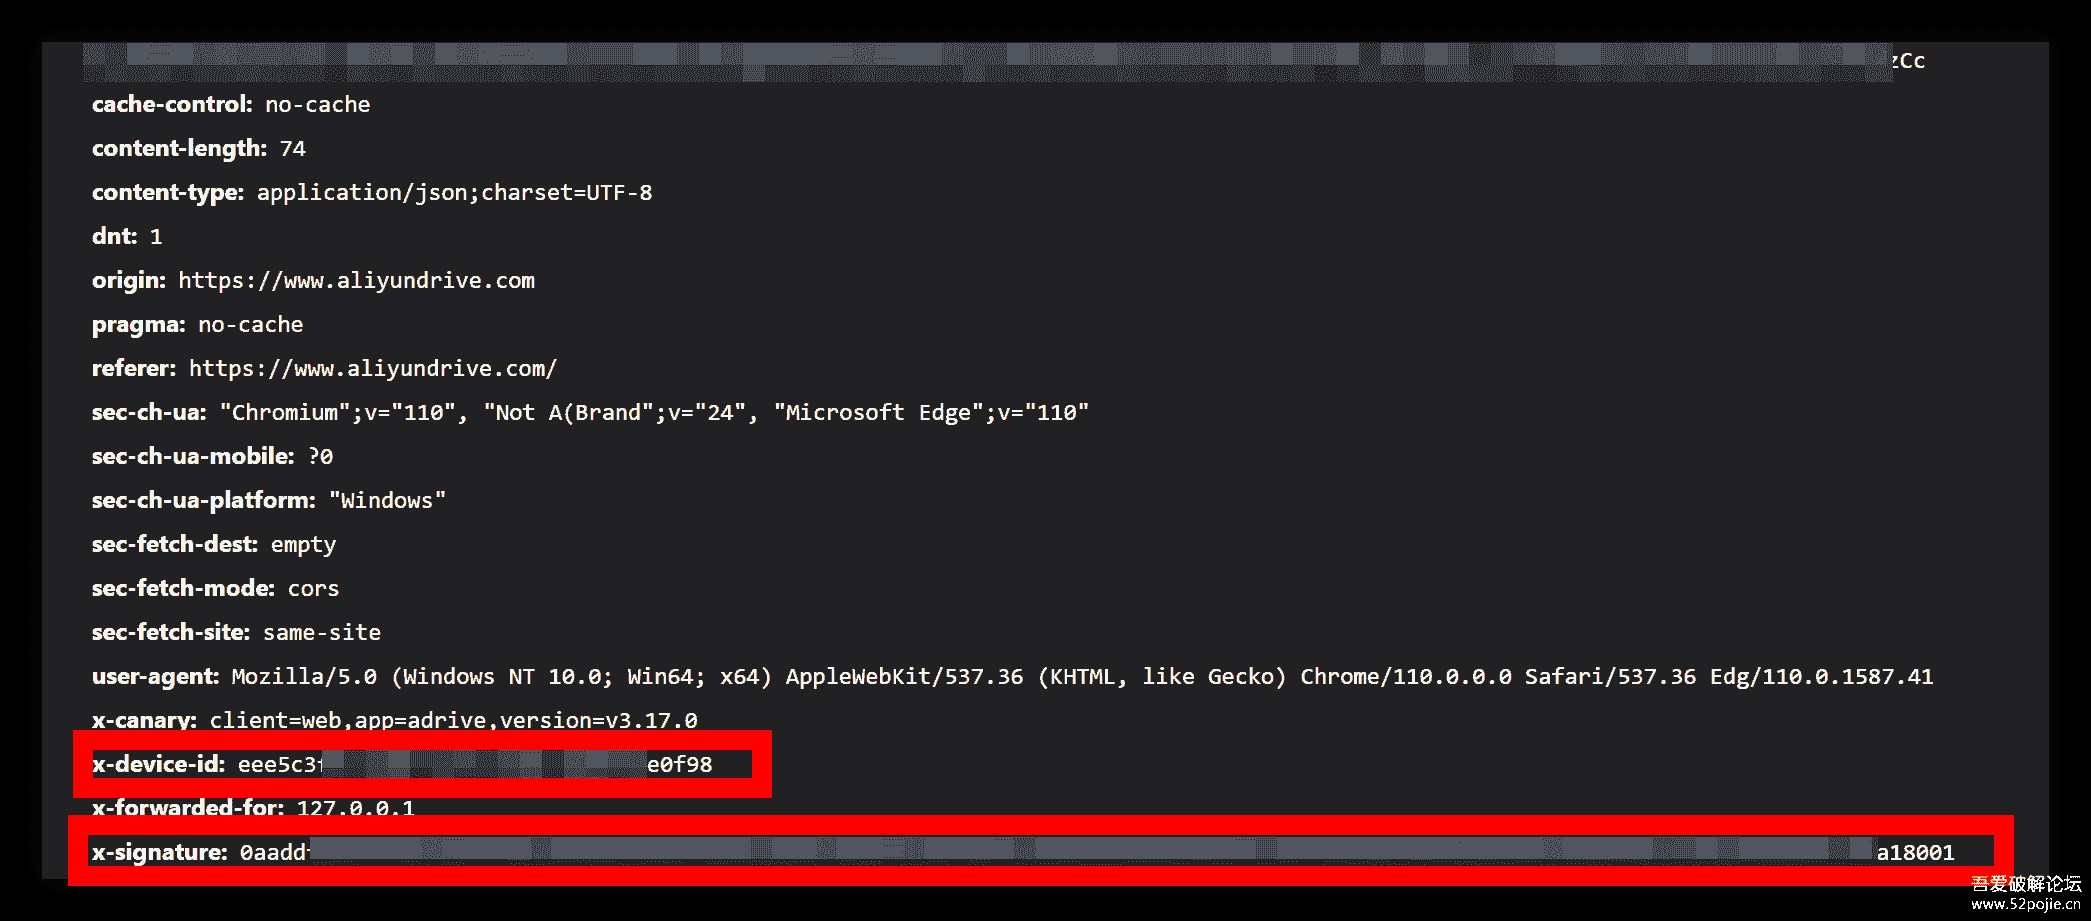 zCc
cache-control: no-cache
content-length: 74
content-type: application/json;charset=UTF-8
dnt: 1
origin: https://www.aliyundrive.com
pragma: no-cache
referer: https://www.aliyundrive.com/
sec-ch-ua: "Chromium";v="110", "Not A(Brand";v="24", "Microsoft Edge";v="110"
sec-ch-ua-mobile: ?0
sec-ch-ua-platform: "Windows"
sec-fetch-dest: empty
sec-fetch-mode: cors
sec-fetch-site: same-site
user-agent: Mozilla/5.0 (Windows NT 10.0; Win64; x64) AppleWebKit/537.36 (KHTML, like Gecko) Chrome/110.0.0.0 Safari/537.36 Edg/110.0.1587.41
x-canary: client=web,app=adrive,version=v3.17.0
x-device-id: eee5c3f e0f98
x-forwarded-for: 127.0.0.1
x-signature: 0aadd a18001
吾爱破解论坛
www.52pojie.cn